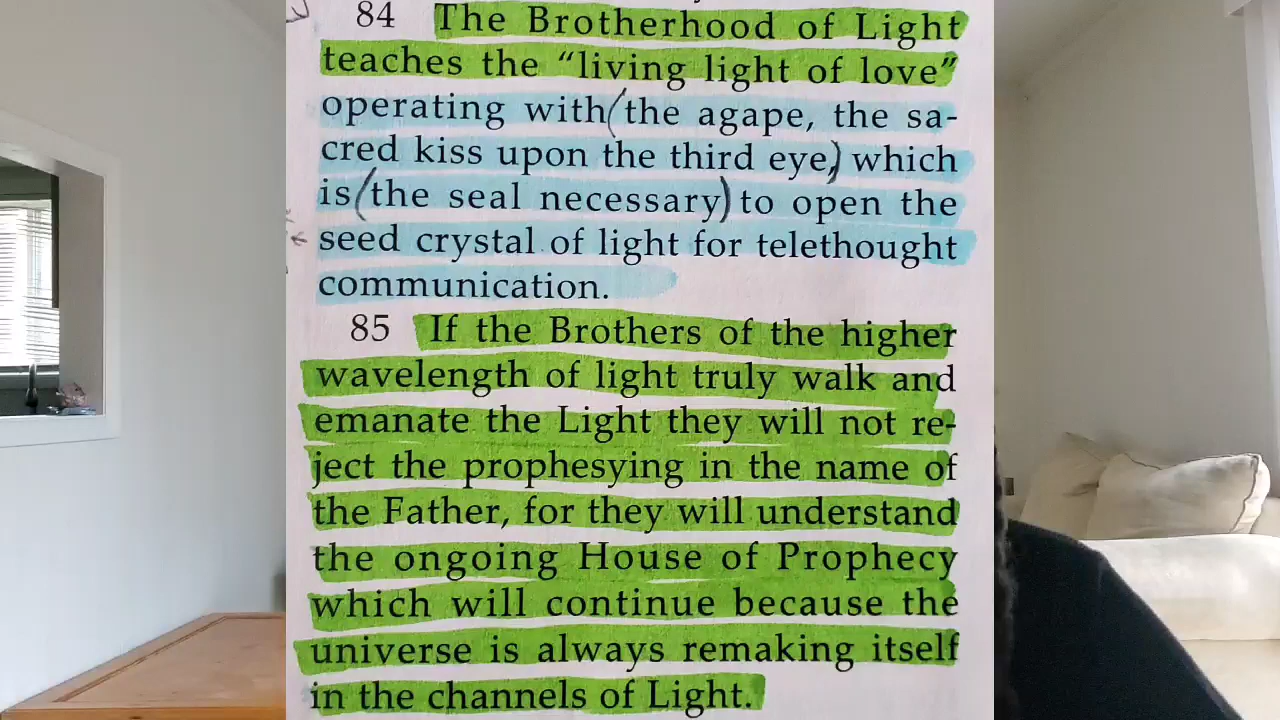 84 The Brotherhood of Light
teaches the “living light of love”
operating with (the agape, the sa-
cred kiss upon the third eye,) which
is (the seal necessary) to open the
seed crystal of light for telethought
communication.
85 If the Brothers of the higher
wavelength of light truly walk and
emanate the Light they will not re-
ject the prophesying in the name of
the Father, for they will understand
the ongoing House of Prophecy
which will continue because the
universe is always remaking itself
in the channels of Light.